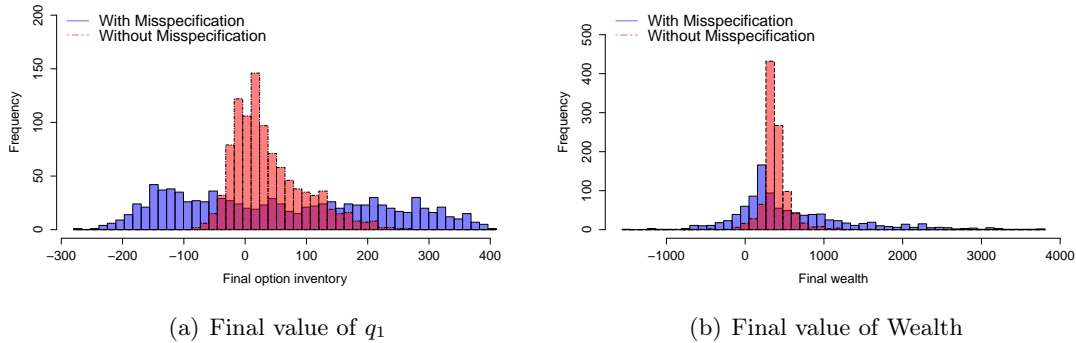 With Misspecification
Without Misspecification
Frequency
200
150
100
50
0
−300 −200 −100 0 100 200 300 400
Final option inventory
(a) Final value of q1
With Misspecification
Without Misspecification
Frequency
500
400
300
200
100
0
−1000 0 1000 2000 3000 4000
Final wealth
(b) Final value of Wealth